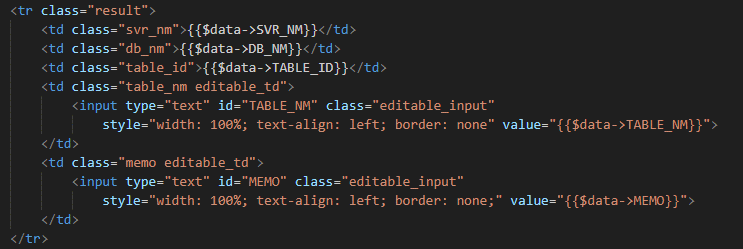 <tr class="result">
<td class="svr_nm">{{$data->SVR_NM}}</td>
<td class="db_nm">{{$data->DB_NM}}</td>
<td class="table_id">{{$data->TABLE_ID}}</td>
<td class="table_nm editable_td">
<input type="text" id="TABLE_NM" class="editable_input"
style="width: 100%; text-align: left; border: none" value="{{$data->TABLE_NM}}">
</td>
<td class="memo editable_td">
<input type="text" id="MEMO" class="editable_input"
style="width: 100%; text-align: left; border: none;" value="{{$data->MEMO}}">
</td>
</tr>